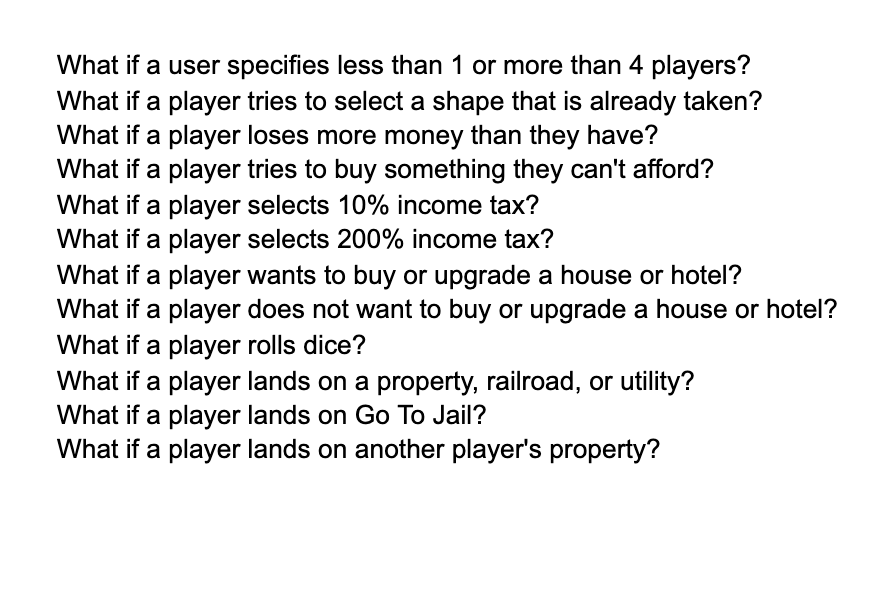 What if a user specifies less than 1 or more than 4 players?
What if a player tries to select a shape that is already taken?
What if a player loses more money than they have?
What if a player tries to buy something they can't afford?
What if a player selects 10% income tax?
What if a player selects 200% income tax?
What if a player wants to buy or upgrade a house or hotel?
What if a player does not want to buy or upgrade a house or hotel?
What if a player rolls dice?
What if a player lands on a property, railroad, or utility?
What if a player lands on Go To Jail?
What if a player lands on another player's property?